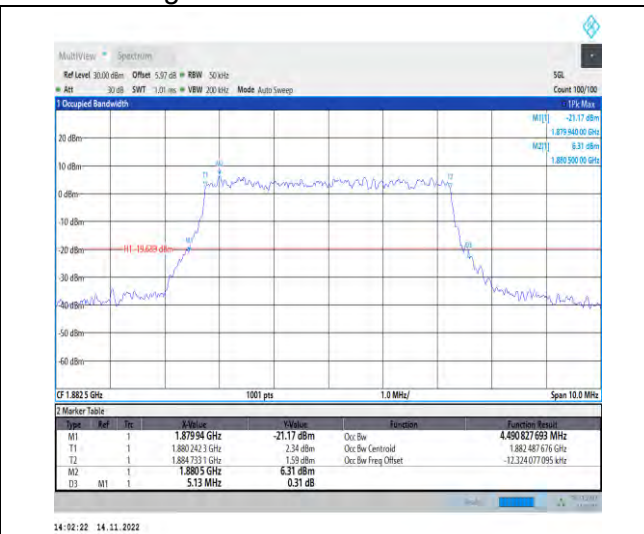 MultiView Spectrum
Ref Level 30.00 dBm Offset 5.97 dB RBW 50 kHz SGL
Att 30 dB SWT 1.01 ms VBW 200 kHz Mode Auto Sweep Count 100/100
1 Occupied Bandwidth 1Pk Max
M1[1] -21.17 dBm
1.879 940 00 GHz
M2[1] 6.31 dBm
1.880 500 00 GHz
20 dBm
10 dBm
M2
T1 T2
0 dBm
-10 dBm
M1
-20 dBm H1 -19.689 dBm
-30 dBm
-40 dBm
-50 dBm
-60 dBm
CF 1.882 5 GHz 1001 pts 1.0 MHz/ Span 10.0 MHz
2 Marker Table
Type Ref Trc X-Value Y-Value Function Function Result
M1 1 1.879 94 GHz -21.17 dBm Occ Bw 4.490 827 693 MHz
T1 1 1.880 242 3 GHz 2.34 dBm Occ Bw Centroid 1.882 487 676 GHz
T2 1 1.884 733 1 GHz 1.59 dBm Occ Bw Freq Offset -12.324 077 095 kHz
M2 1 1.880 5 GHz 6.31 dBm
D3 M1 1 5.13 MHz 0.31 dB
14:02:22 14.11.2022